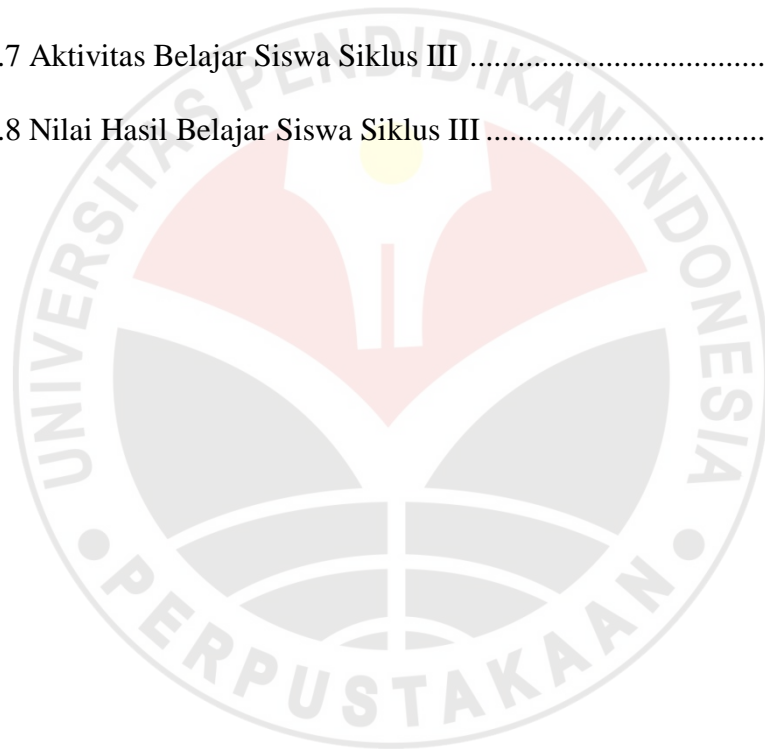 .7 Aktivitas Belajar Siswa Siklus III ..................................
.8 Nilai Hasil Belajar Siswa Siklus III ................................
UNIVERSITAS PENDIDIKAN INDONESIA
PERPUSTAKAAN